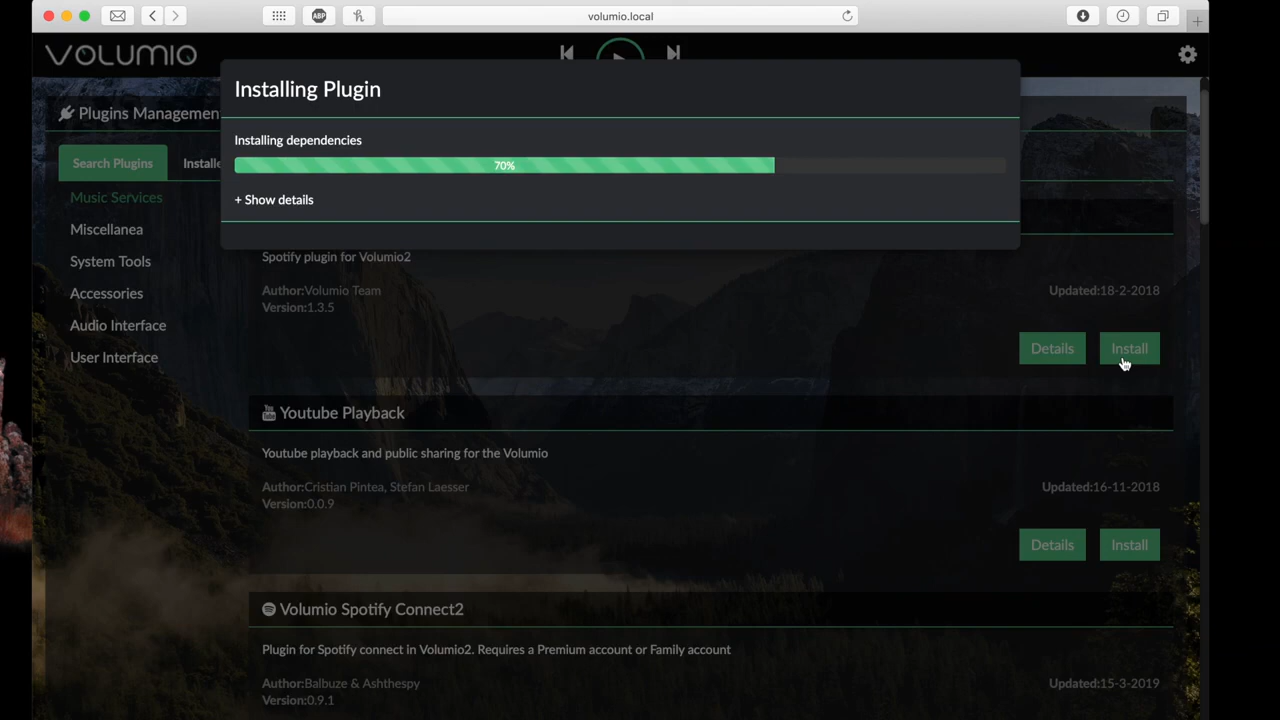 ABP
volumio.local
VOLUMIO
Installing Plugin
Plugins Managemen
Installing dependencies
Search Plugins
Installe
70%
Music Services
+ Show details
Miscellanea
System Tools
Spotify plugin for Volumio2
Accessories
Author:Volumio Team
Updated:18-2-2018
Version:1.3.5
Audio Interface
User Interface
Details
Install
Youtube Playback
Youtube playback and public sharing for the Volumio
Author:Cristian Pintea, Stefan Laesser
Updated:16-11-2018
Version:0.0.9
Details
Install
Volumio Spotify Connect2
Plugin for Spotify connect in Volumio2. Requires a Premium account or Family account
Author:Balbuze & Ashthespy
Updated:15-3-2019
Version:0.9.1